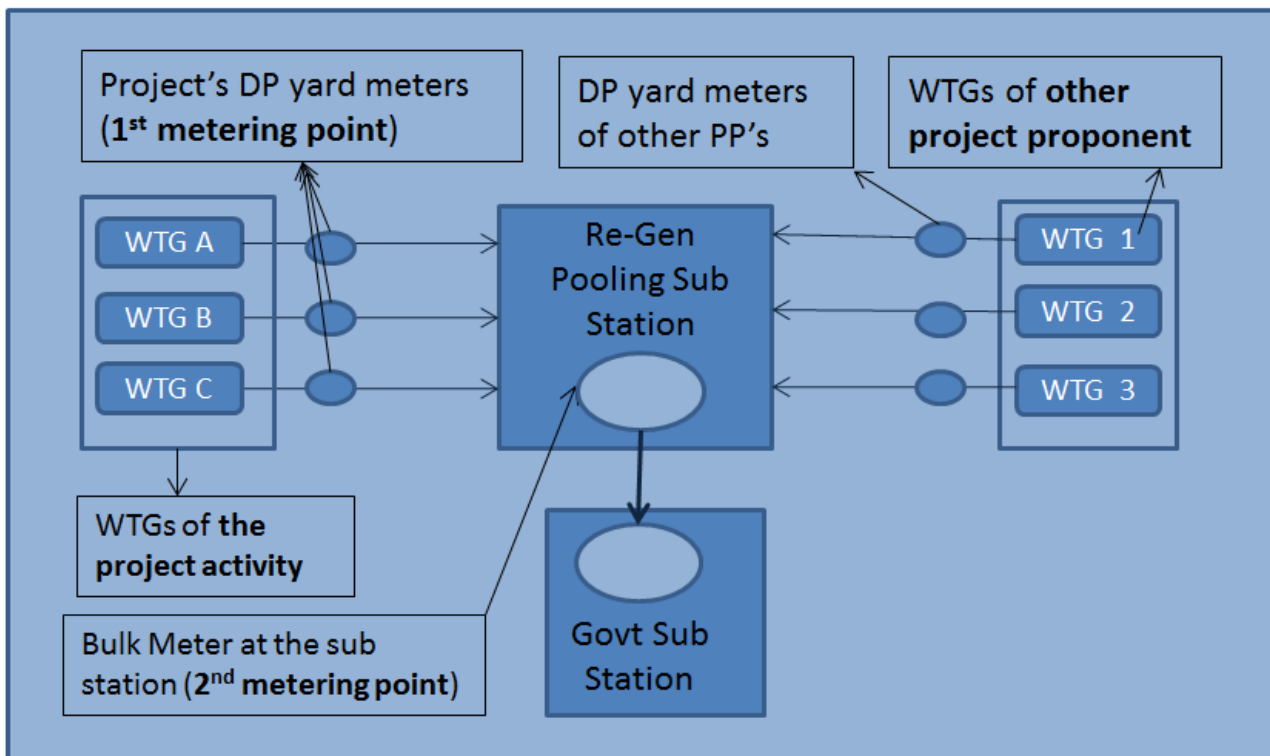 Project's DP yard meters
(1st metering point)
DP yard meters
of other PP's
WTGs of other
project proponent
WTG A
WTG B
WTG C
Re-Gen
Pooling Sub
Station
WTG 1
WTG 2
WTG 3
WTGs of the
project activity
Bulk Meter at the sub
station (2nd metering point)
Govt Sub
Station